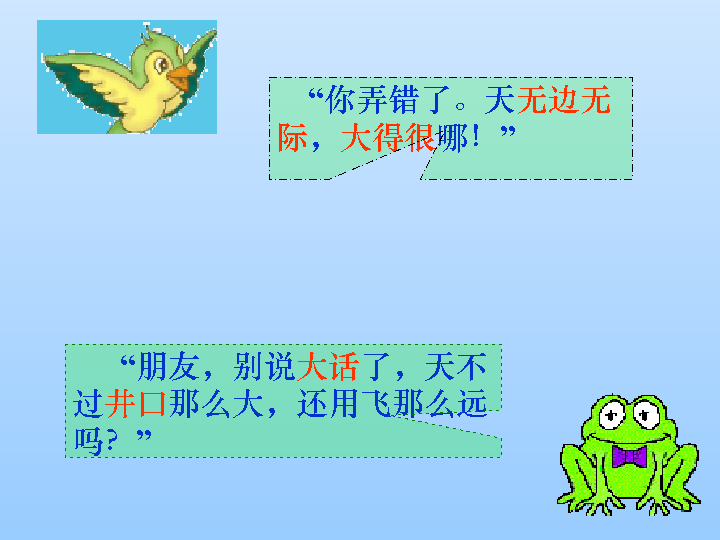 “你弄错了。天无边无
际，大得很哪！”
“朋友，别说大话了，天不
过井口那么大，还用飞那么远
吗？”